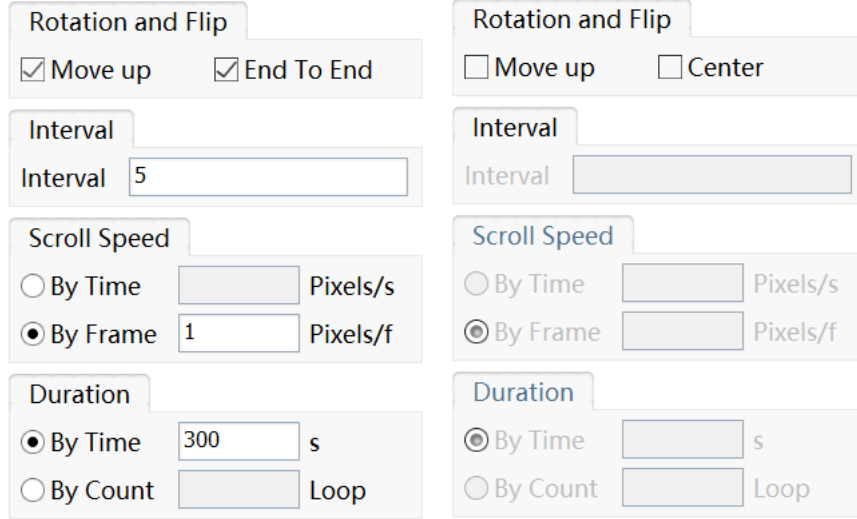 Rotation and Flip
Move up End To End
Interval
Interval 5
Scroll Speed
By Time Pixels/s
By Frame 1 Pixels/f
Duration
By Time 300 s
By Count Loop
Rotation and Flip
Move up Center
Interval
Interval
Scroll Speed
By Time Pixels/s
By Frame Pixels/f
Duration
By Time s
By Count Loop